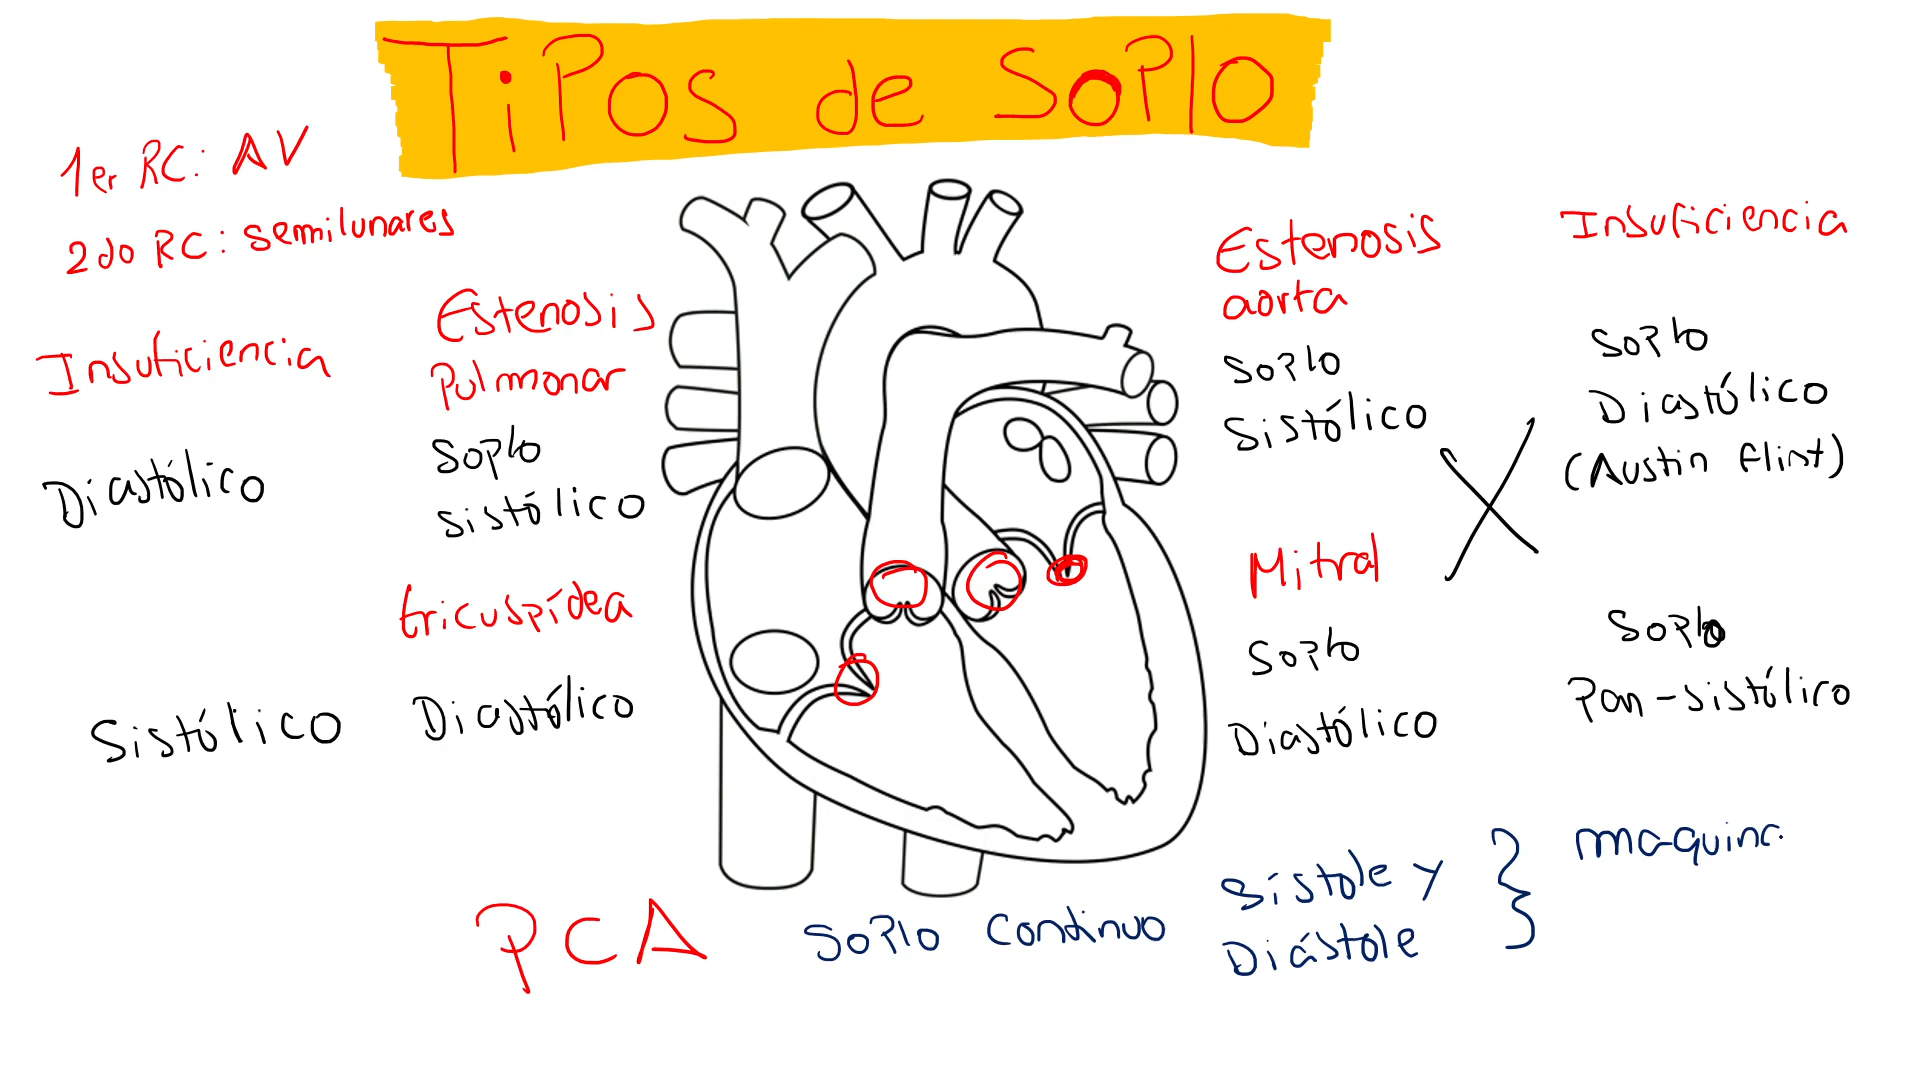 TiPos de SoPlo
1er RC: AV
2do RC: semilunares
Insuficiencia
Diastólico
Sistólico
Estenosis
Pulmonar
Soplo
sistólico
tricuspídea
Diastólico
Estenosis
aorta
Soplo
Sistólico
Mitral
Soplo
Diastólico
Insuficiencia
Soplo
Diastólico
(Austin flint)
Soplo
Pan-sistólico
PCA
SoPlo Continuo
Sístole y
Diástole
maquina